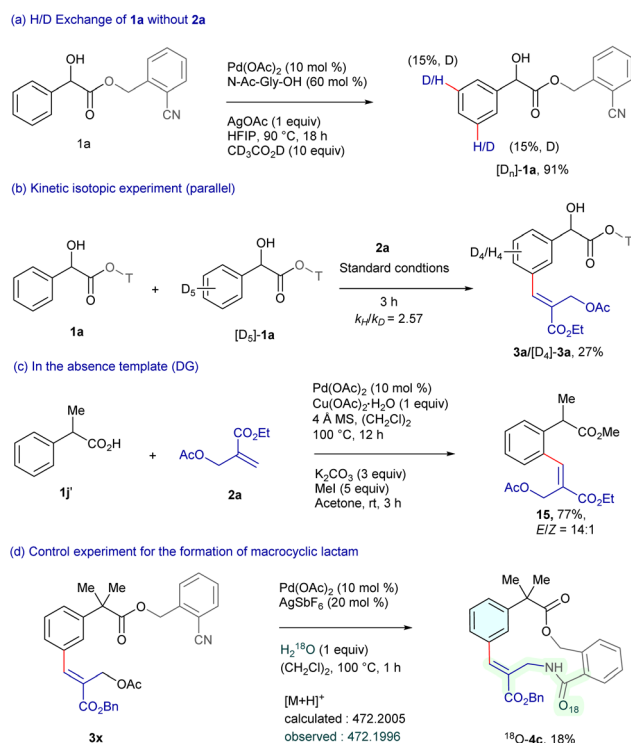 (a) H/D Exchange of 1a without 2a
OH
O
O
CN
1a
Pd(OAc)2 (10 mol %)
N-Ac-Gly-OH (60 mol %)
AgOAc (1 equiv)
HFIP, 90 °C, 18 h
CD3CO2D (10 equiv)
(15%, D)
D/H
OH
O
O
CN
H/D
(15%, D)
[Dn]-1a, 91%
(b) Kinetic isotopic experiment (parallel)
OH
O
T
O
1a
+
D5
OH
O
T
O
[D5]-1a
2a
Standard condtions
3 h
kH/kD = 2.57
D4/H4
OH
O
T
O
OAc
CO2Et
3a/[D4]-3a, 27%
(c) In the absence template (DG)
Me
CO2H
1j'
+
CO2Et
AcO
2a
Pd(OAc)2 (10 mol %)
Cu(OAc)2·H2O (1 equiv)
4 Å MS, (CH2Cl)2
100 °C, 12 h
K2CO3 (3 equiv)
MeI (5 equiv)
Acetone, rt, 3 h
Me
CO2Me
OAc
CO2Et
15, 77%,
E/Z = 14:1
(d) Control experiment for the formation of macrocyclic lactam
Me Me
O
O
CN
OAc
CO2Bn
3x
Pd(OAc)2 (10 mol %)
AgSbF6 (20 mol %)
H218O (1 equiv)
(CH2Cl)2, 100 °C, 1 h
[M+H]+
calculated : 472.2005
observed : 472.1996
Me Me
O
O
NH
CO2Bn
O18
18O-4c, 18%